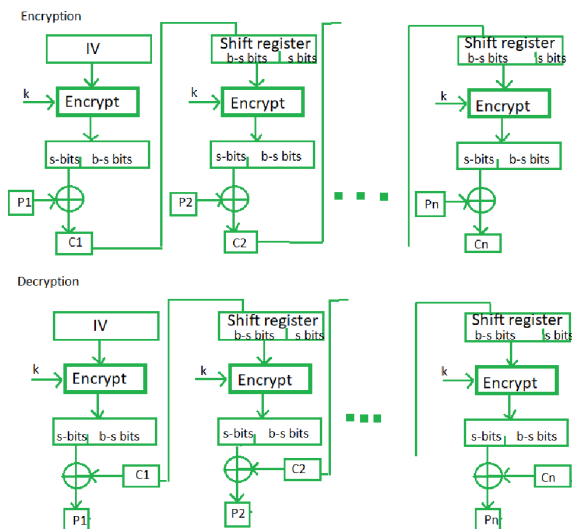 Encryption
IV
Shift register
b-s bits s bits
Shift register
b-s bits s bits
k
Encrypt
k
Encrypt
k
Encrypt
s-bits b-s bits
s-bits b-s bits
s-bits b-s bits
P1
P2
Pn
C1
C2
Cn
Decryption
IV
Shift register
b-s bits s bits
Shift register
b-s bits s bits
k
Encrypt
k
Encrypt
k
Encrypt
s-bits b-s bits
s-bits b-s bits
s-bits b-s bits
C1
C2
Cn
P1
P2
Pn